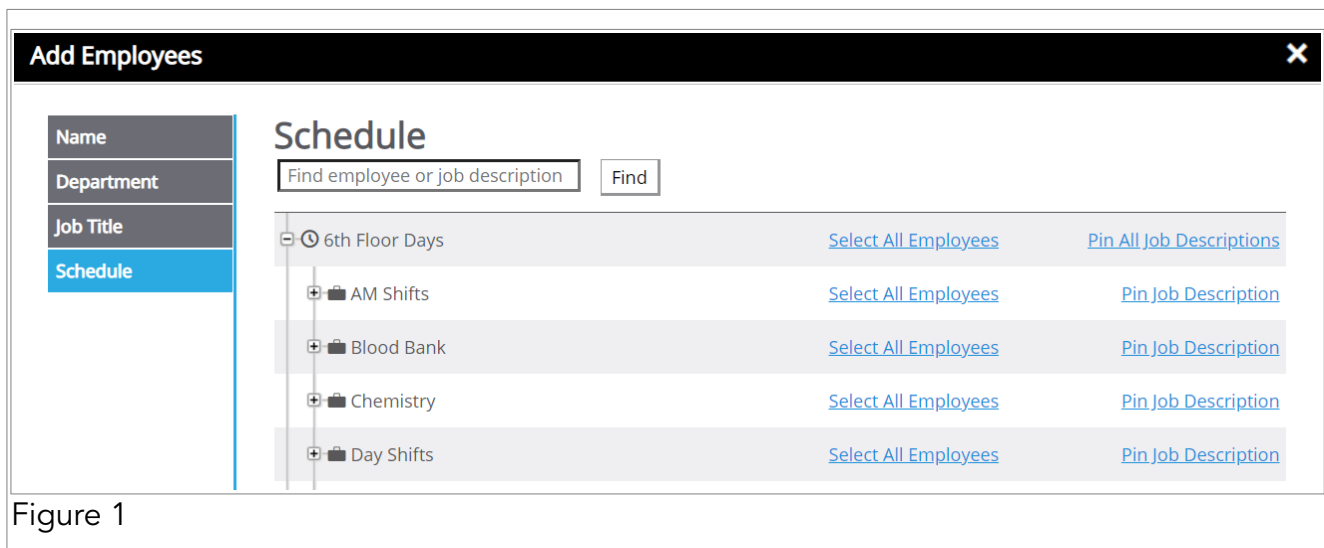 Add Employees
Name
Department
Job Title
Schedule
Schedule
Find employee or job description Find
6th Floor Days Select All Employees Pin All Job Descriptions
AM Shifts Select All Employees Pin Job Description
Blood Bank Select All Employees Pin Job Description
Chemistry Select All Employees Pin Job Description
Day Shifts Select All Employees Pin Job Description
Figure 1